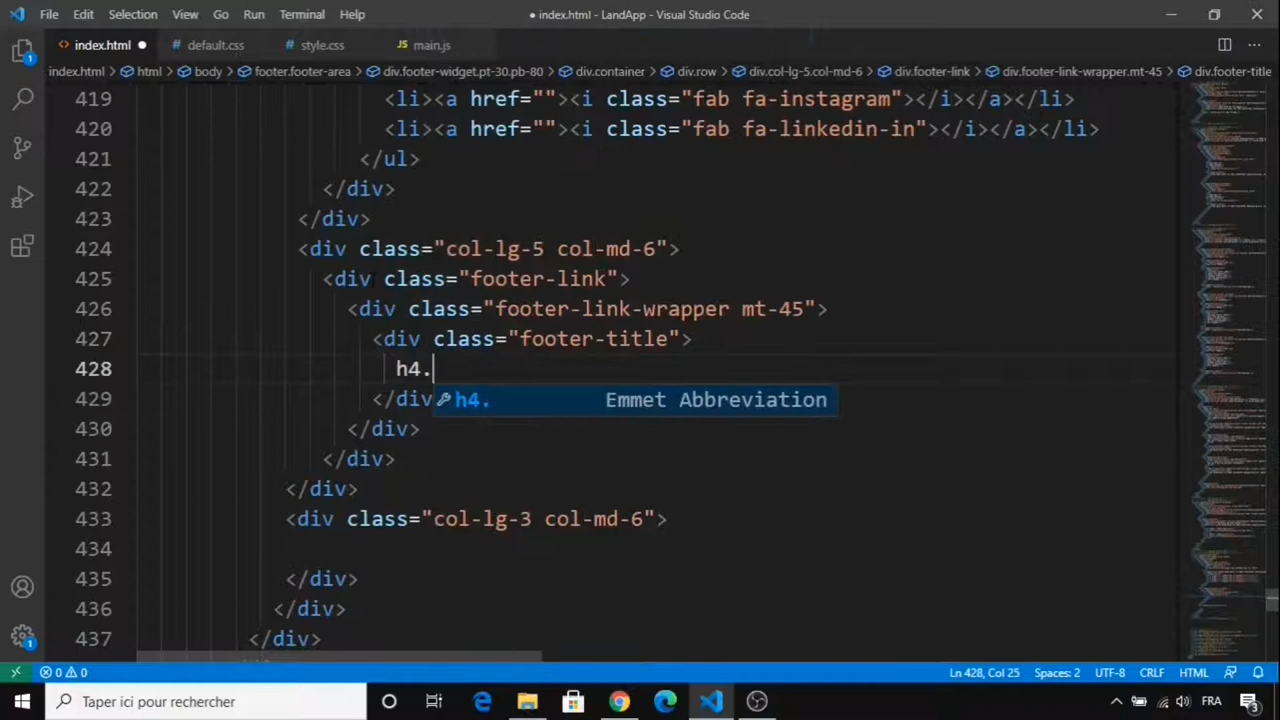 File Edit Selection View Go Run Terminal Help ● index.html - LandApp - Visual Studio Code
<> index.html ● # default.css # style.css JS main.js ...
index.html > html > body > footer.footer-area > div.footer-widget.pt-30.pb-80 > div.container > div.row > div.col-lg-5.col-md-6 > div.footer-link > div.footer-link-wrapper.mt-45 > div.footer-title
419 <li><a href=""><i class="fab fa-instagram"></i></a></li>
420 <li><a href=""><i class="fab fa-linkedin-in"></i></a></li>
421 </ul>
422 </div>
423 </div>
424 <div class="col-lg-5 col-md-6">
425 <div class="footer-link">
426 <div class="footer-link-wrapper mt-45">
427 <div class="footer-title">
428 h4.
429 </div h4. Emmet Abbreviation
430 </div>
431 </div>
432 </div>
433 <div class="col-lg-3 col-md-6">
434
435 </div>
436 </div>
437 </div>
1
1
0 0 Ln 428, Col 25 Spaces: 2 UTF-8 CRLF HTML
Taper ici pour rechercher FRA 3